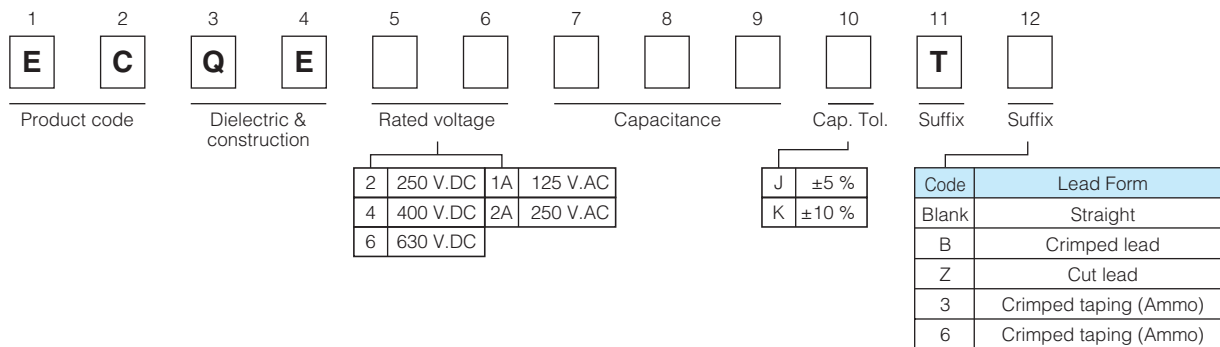 1 2 3 4 5 6 7 8 9 10 11 12
E C Q E T
Product code Dielectric & construction Rated voltage Capacitance Cap. Tol. Suffix Suffix
2 250 V.DC 1A 125 V.AC
4 400 V.DC 2A 250 V.AC
6 630 V.DC
J ±5 %
K ±10 %
Code Lead Form
Blank Straight
B Crimped lead
Z Cut lead
3 Crimped taping (Ammo)
6 Crimped taping (Ammo)